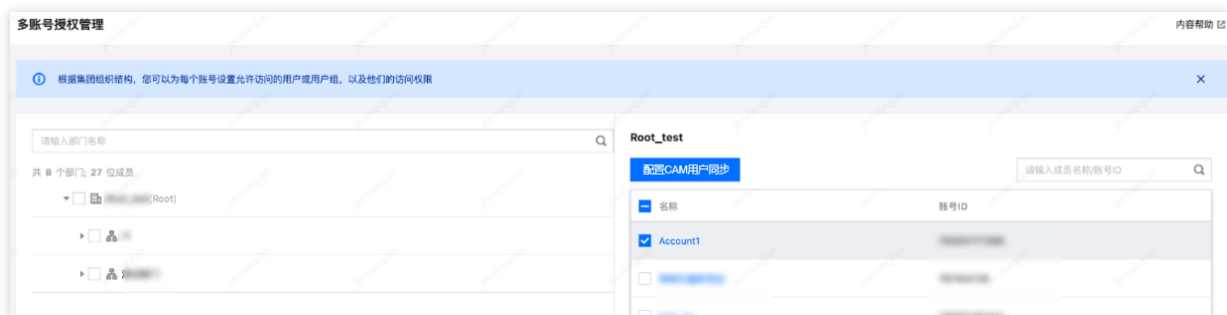 多账号授权管理
内容帮助
根据集团组织结构，您可以为每个账号设置允许访问的用户或用户组，以及他们的访问权限
请输入部门名称
共 8 个部门; 27 位成员
(Root)
Root_test
配置CAM用户同步
请输入成员名称/账号ID
名称
账号ID
Account1